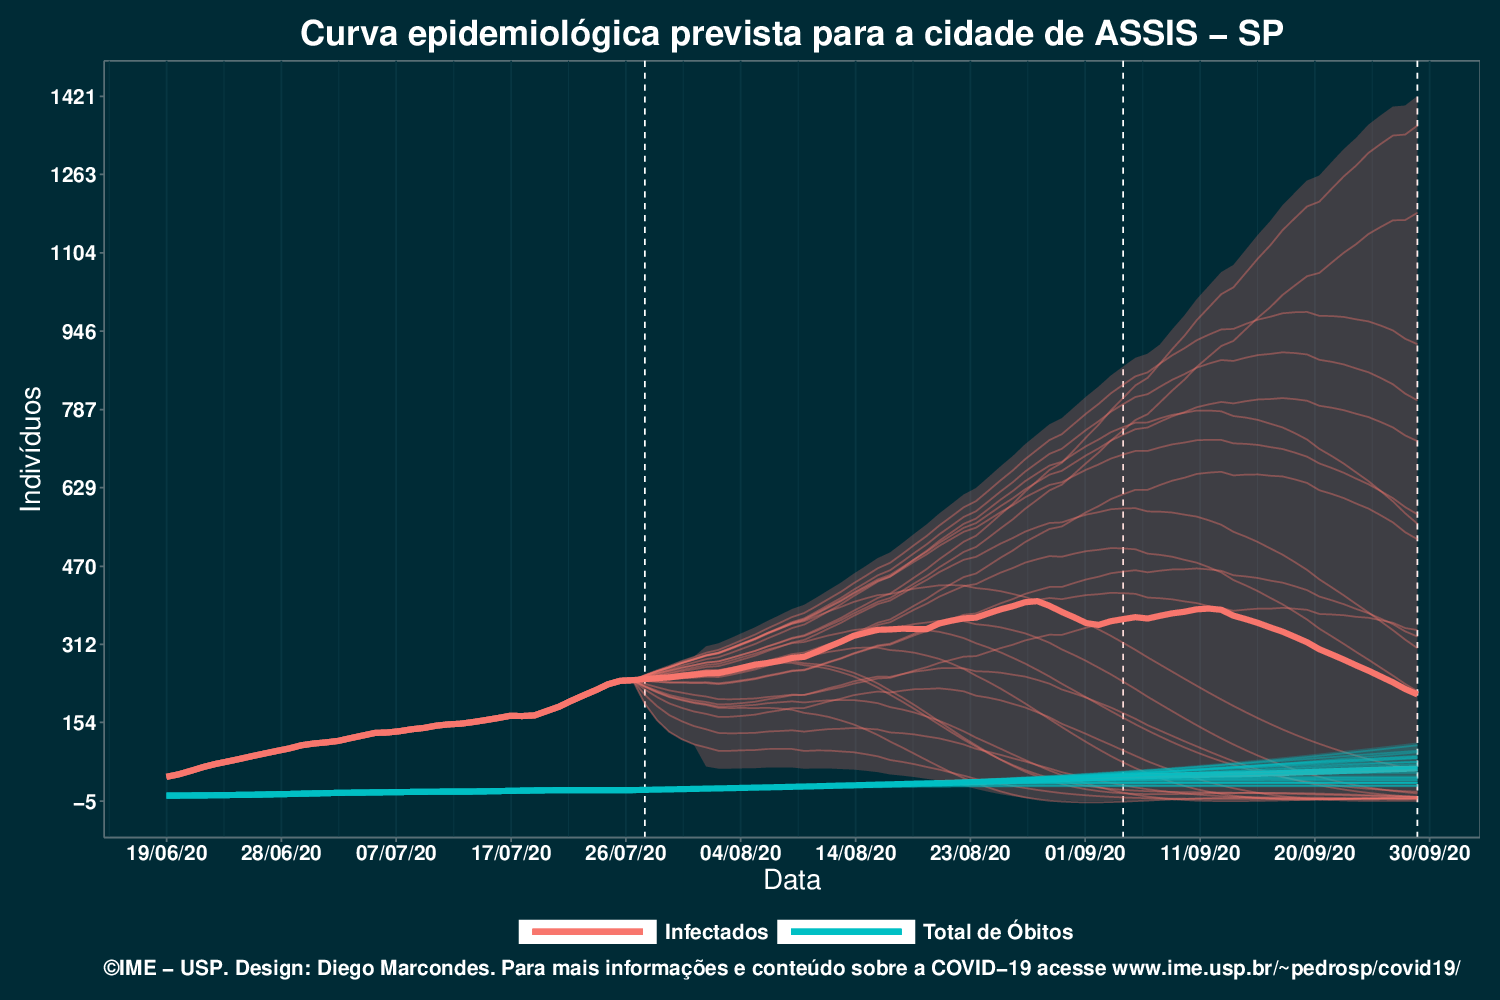 Curva epidemiológica prevista para a cidade de ASSIS – SP
1421
1263
1104
946
787
629
470
312
154
−5
Indivíduos
19/06/20 28/06/20 07/07/20 17/07/20 26/07/20 04/08/20 14/08/20 23/08/20 01/09/20 11/09/20 20/09/20 30/09/20
Data
Infectados Total de Óbitos
©IME – USP. Design: Diego Marcondes. Para mais informações e conteúdo sobre a COVID−19 acesse www.ime.usp.br/~pedrosp/covid19/